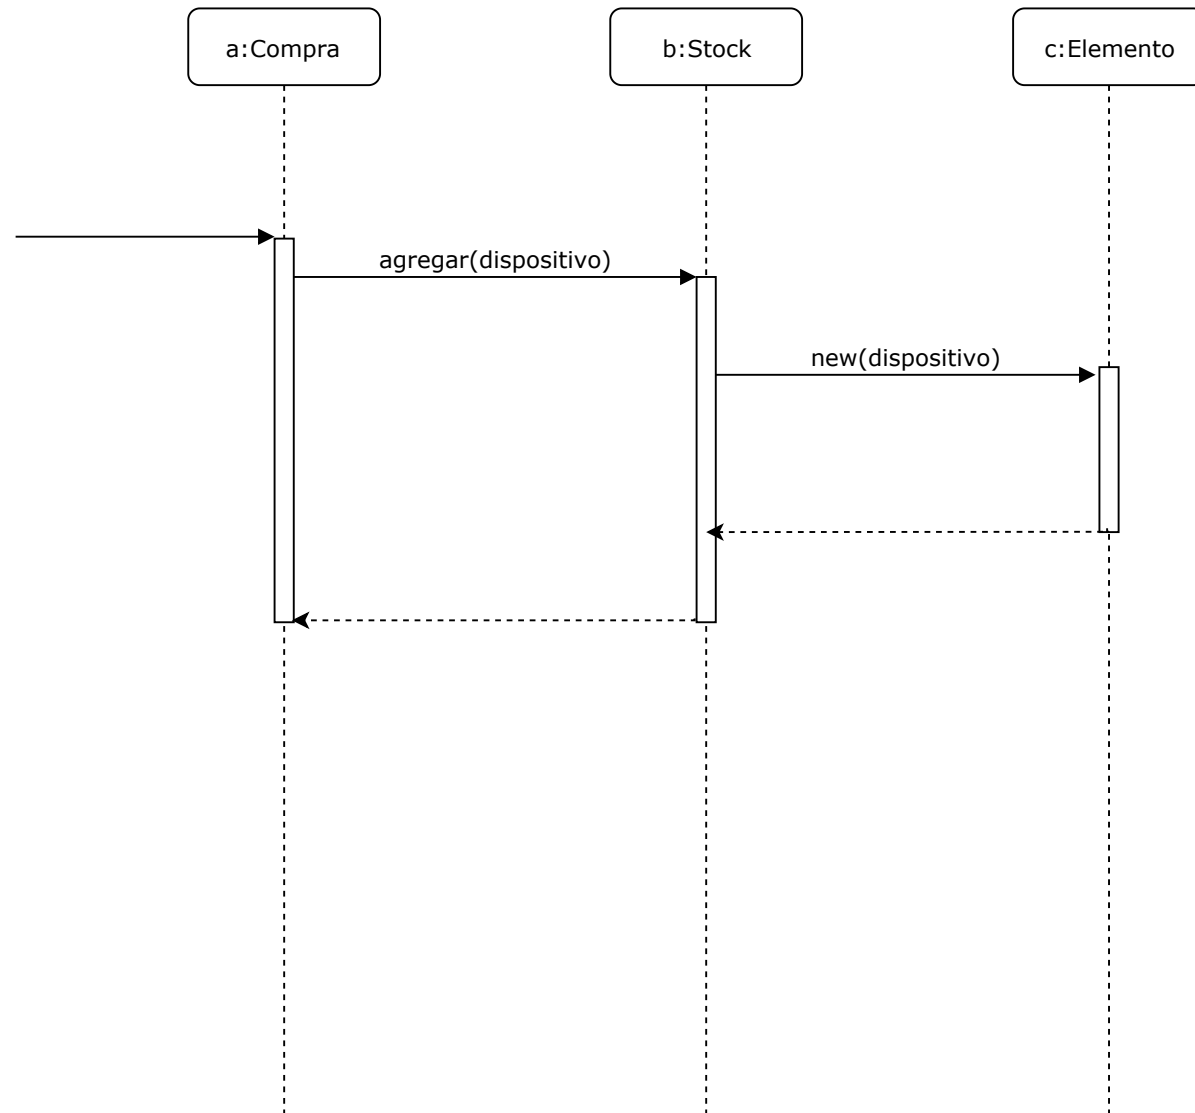 a:Compra
b:Stock
c:Elemento
agregar(dispositivo)
new(dispositivo)